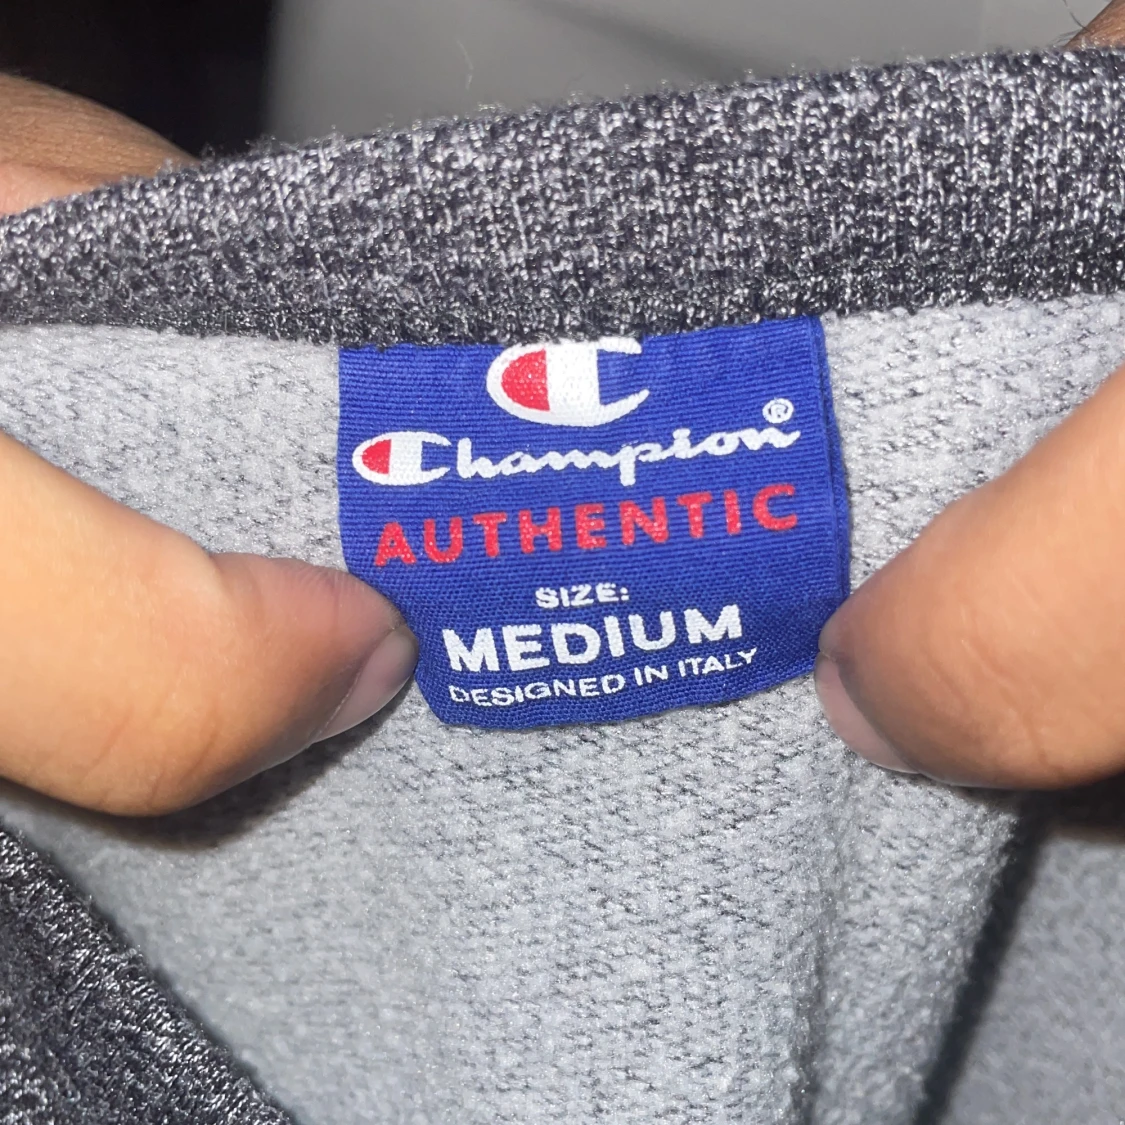 Champion®
AUTHENTIC
SIZE:
MEDIUM
DESIGNED IN ITALY